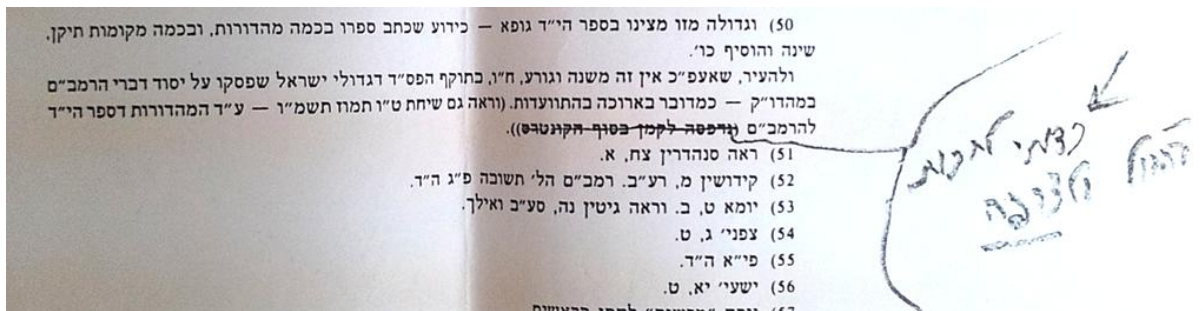 50) וגדולה מזו מצינו בספר הי״ד גופא — כידוע שכתב ספרו בכמה מהדורות, ובכמה מקומות תיקן,
שינה והוסיף כו׳.
ולהעיר, שאעפ״כ אין זה משנה וגורע, ח״ו, בתוקף הפס״ד דגדולי ישראל שפסקו על יסוד דברי הרמב״ם
במהדו״ק — כמדובר בארוכה בהתוועדות. (וראה גם שיחת ט״ו תמוז תשמ״ו — ע״ד המהדורות דספר הי״ד
להרמב״ם (נדפסה לקמן בסוף הקונטרס)).
51) ראה סנהדרין צח, א.
52) קידושין מ, רע״ב. רמב״ם הל׳ תשובה פ״ג ה״ד.
53) יומא ט, ב. וראה גיטין נה, סע״ב ואילך.
54) צפני׳ ג, ט.
55) פי״א ה״ד.
56) ישעי׳ יא, ט.